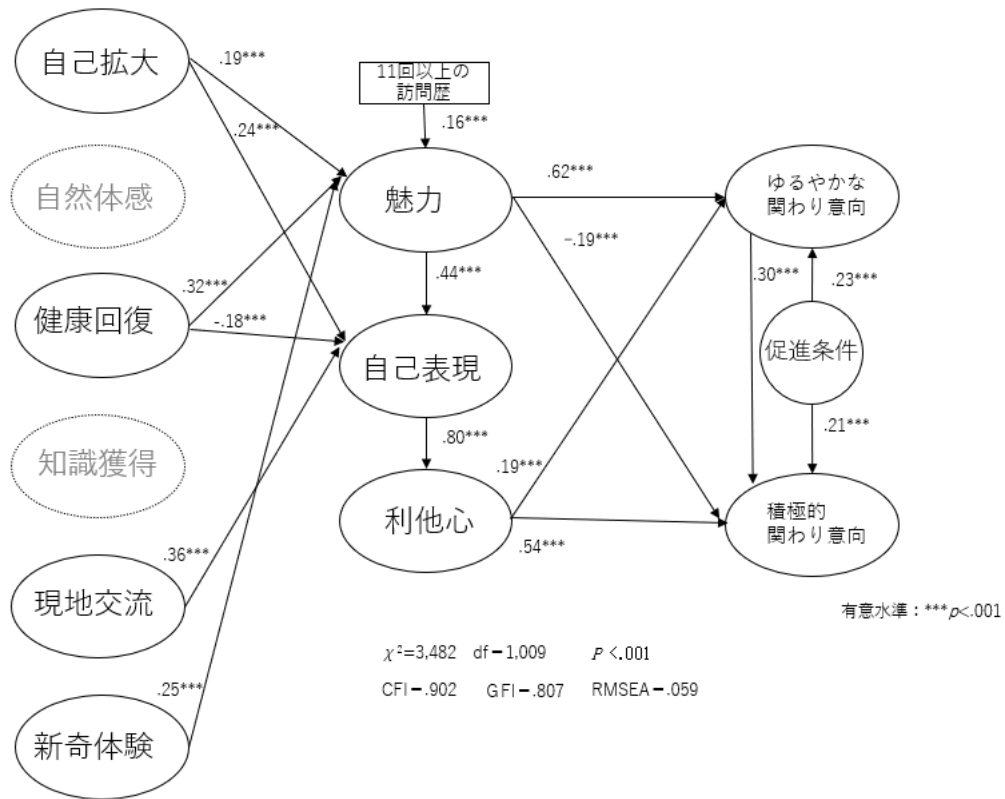 自己拡大
.19***
11回以上の
訪問歴
.24***
.16***
自然体感
魅力
.62***
ゆるやかな
関わり意向
-.19***
健康回復
.32***
-.18***
.44***
.30***
.23***
自己表現
促進条件
知識獲得
.80***
.21***
.19***
利他心
積極的
関わり意向
.54***
.36***
現地交流
有意水準：***p<.001
χ²=3,482 df=1,009 P <.001
CFI=.902 GFI=.807 RMSEA=.059
.25***
新奇体験